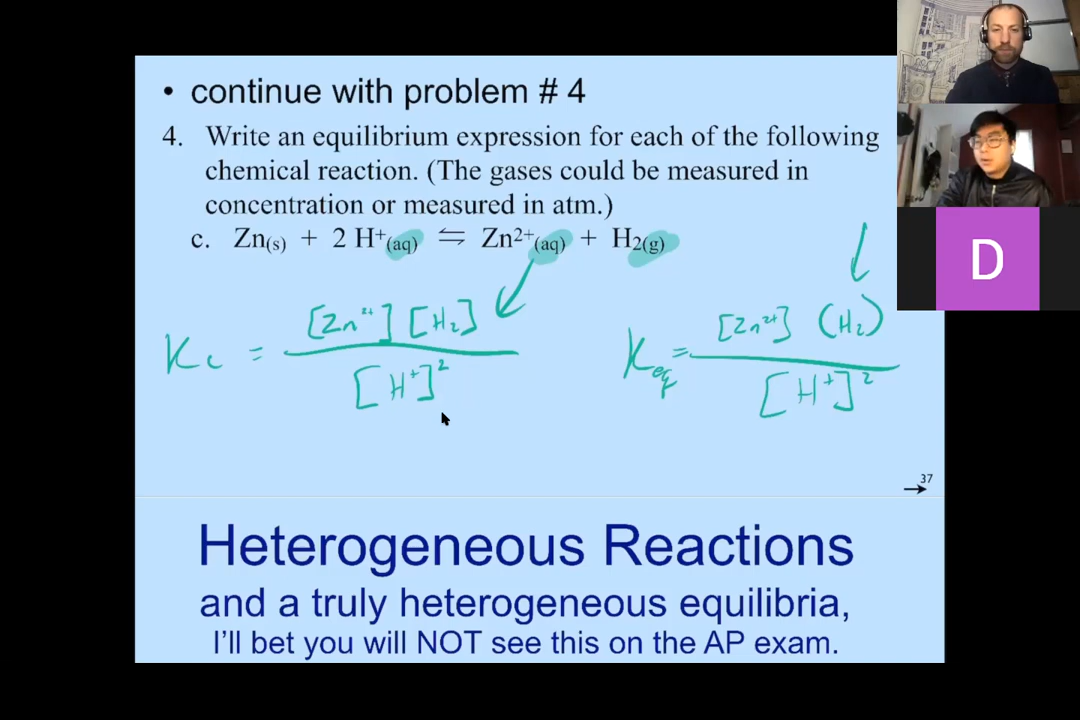 • continue with problem # 4
4. Write an equilibrium expression for each of the following
chemical reaction. (The gases could be measured in
concentration or measured in atm.)
c. Zn(s) + 2 H⁺(aq) ⇋ Zn²⁺(aq) + H₂(g)
Kc = [Zn²⁺] [H₂] / [H⁺]²
Keq = [Zn²⁺] (H₂) / [H⁺]²
37
Heterogeneous Reactions
and a truly heterogeneous equilibria,
I'll bet you will NOT see this on the AP exam.
D